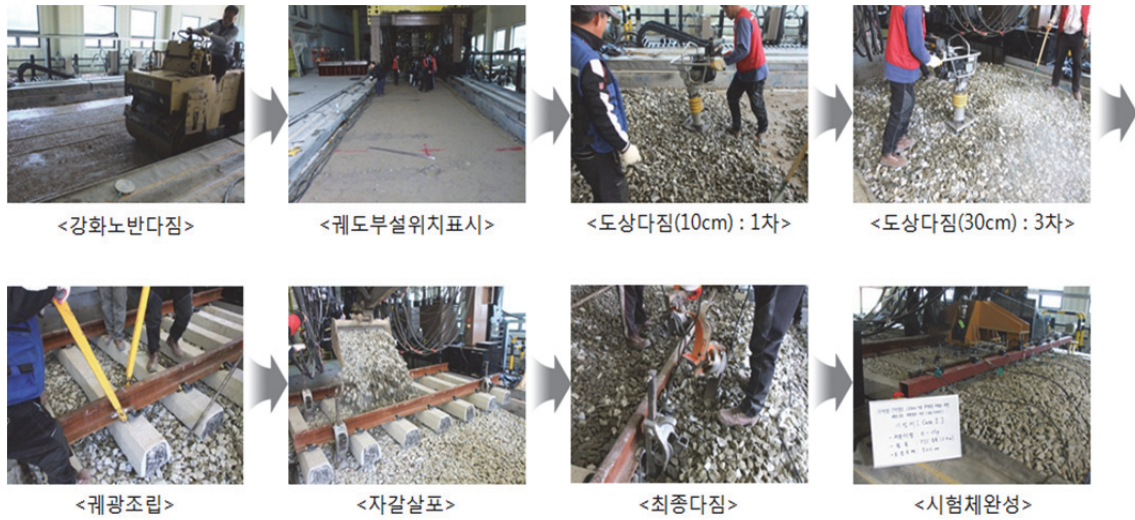 <강화노반다짐>
<궤도부설위치표시>
<도상다짐(10cm) : 1차>
<도상다짐(30cm) : 3차>
<궤광조립>
<자갈살포>
<최종다짐>
<시험체완성>